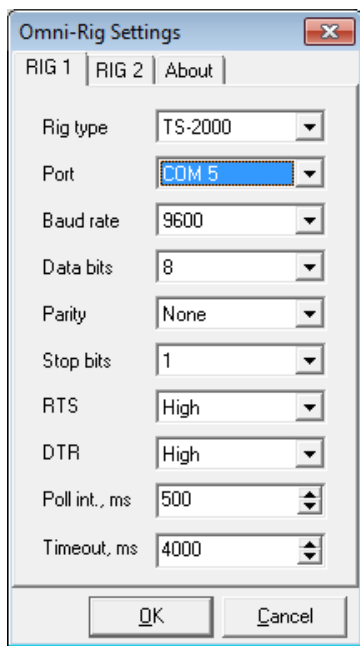 Omni-Rig Settings
RIG 1 RIG 2 About
Rig type TS-2000
Port COM 5
Baud rate 9600
Data bits 8
Parity None
Stop bits 1
RTS High
DTR High
Poll int., ms 500
Timeout, ms 4000
OK Cancel